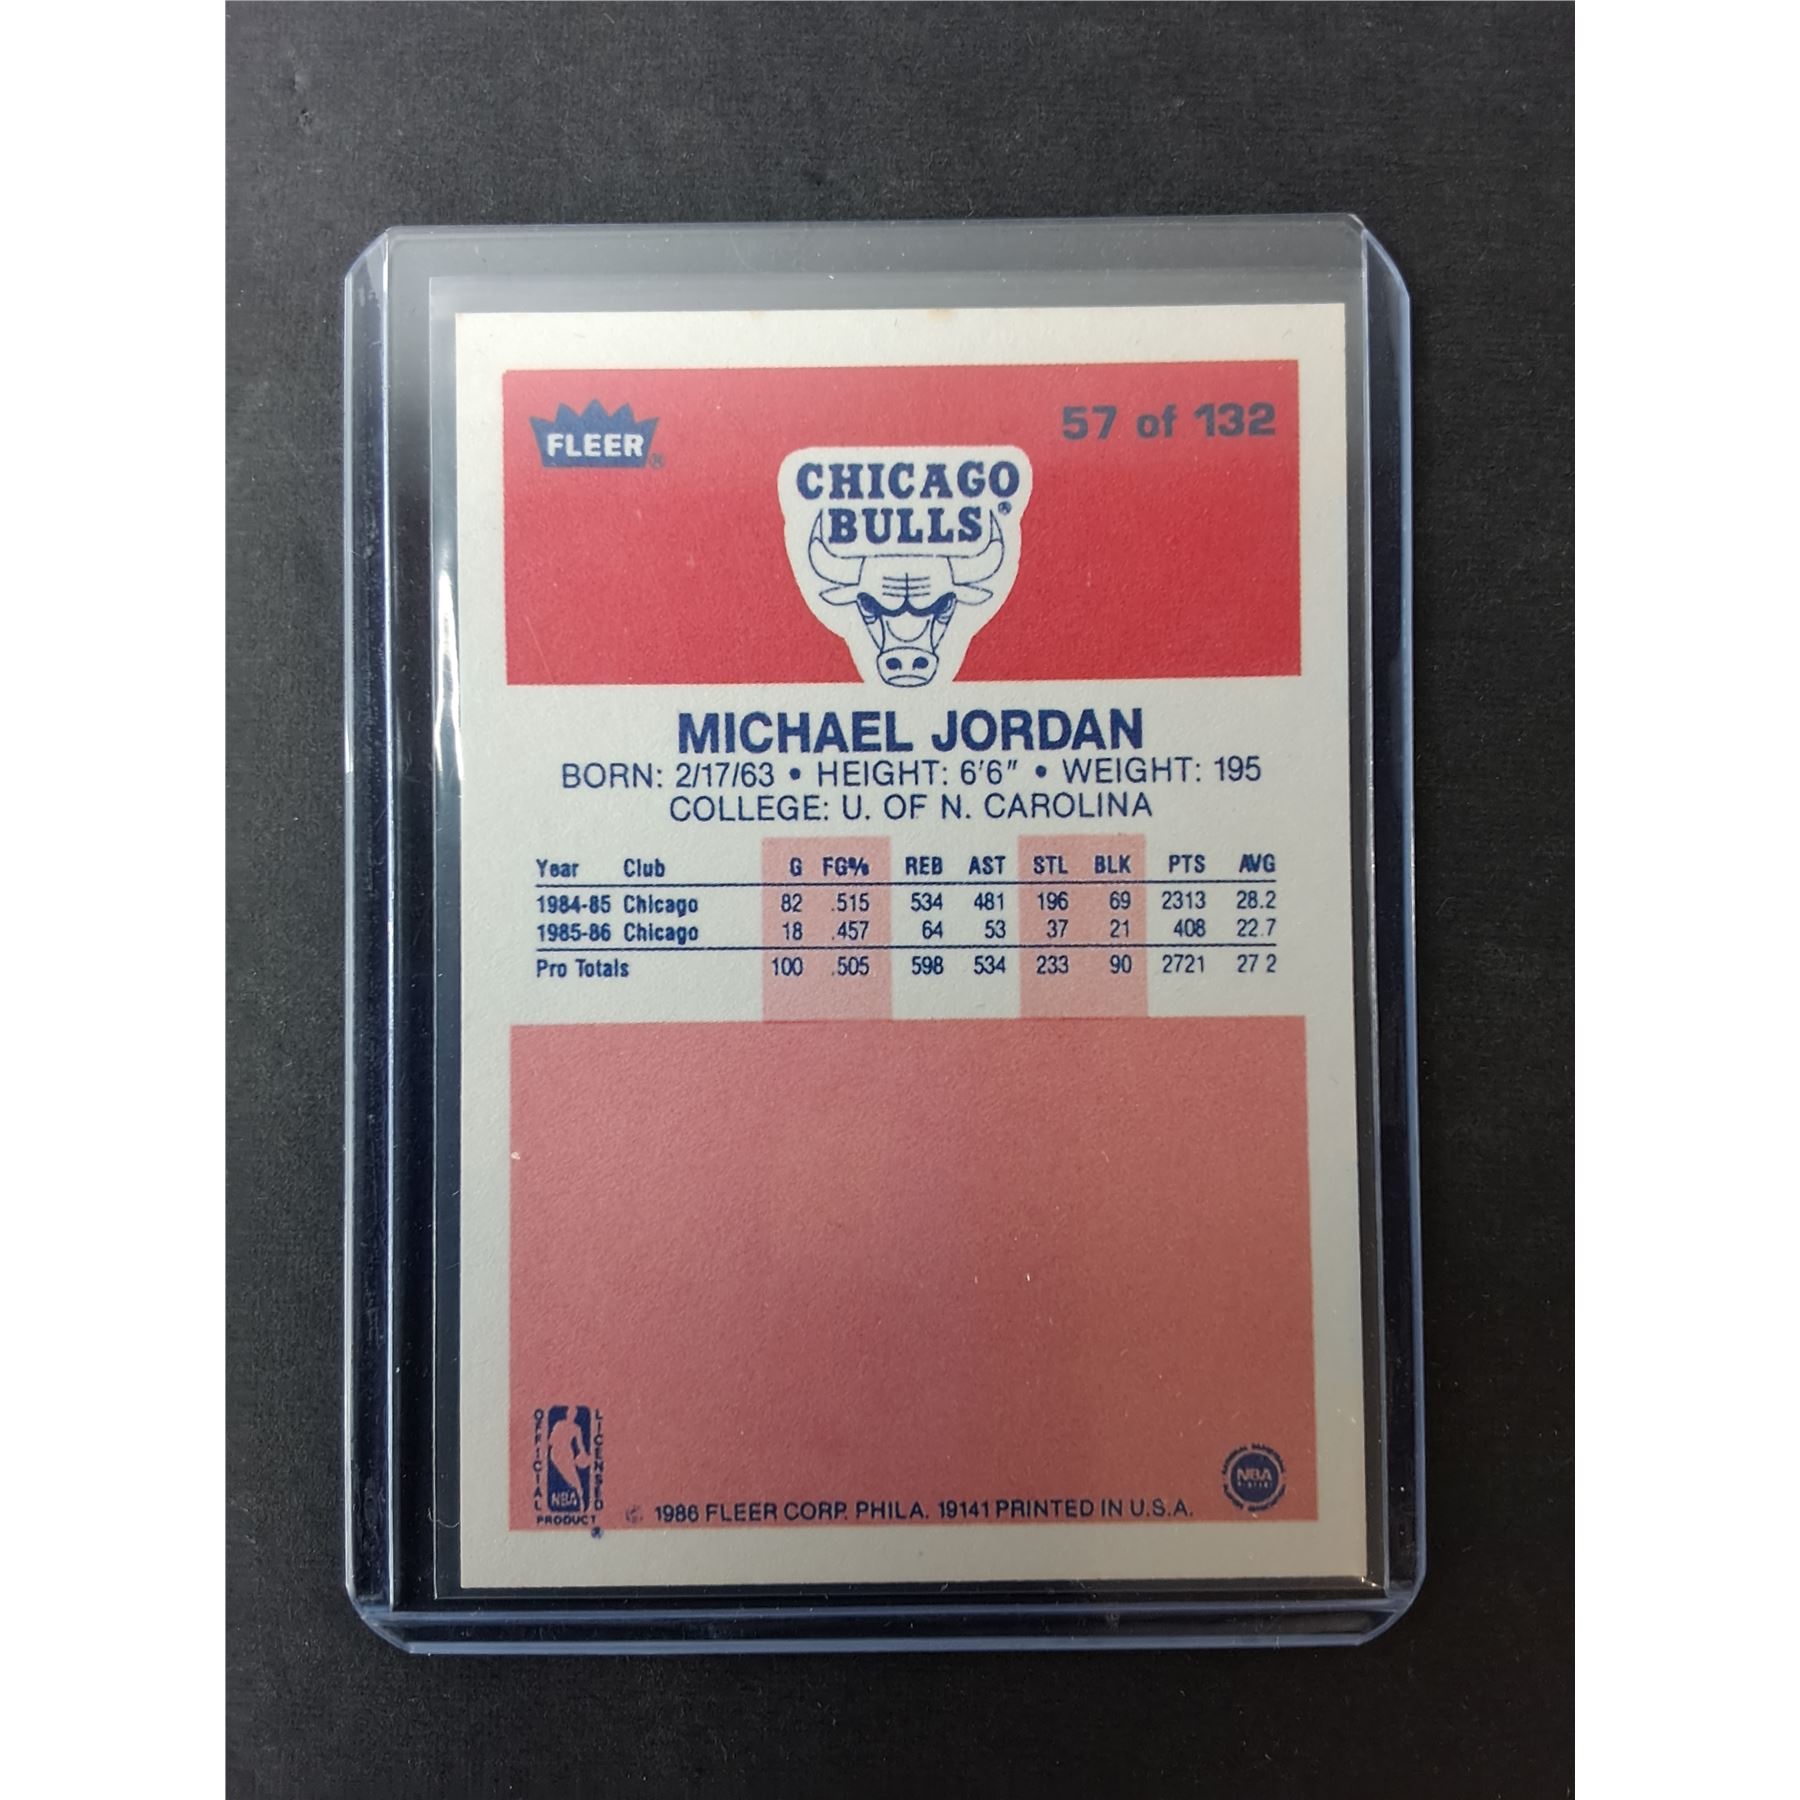 FLEER®
57 of 132
CHICAGO
BULLS®
MICHAEL JORDAN
BORN: 2/17/63 • HEIGHT: 6'6" • WEIGHT: 195
COLLEGE: U. OF N. CAROLINA
Year Club G FG% REB AST STL BLK PTS AVG
1984-85 Chicago 82 .515 534 481 196 69 2313 28.2
1985-86 Chicago 18 .457 64 53 37 21 408 22.7
Pro Totals 100 .505 598 534 233 90 2721 27 2
OFFICIAL
LICENSED
NBA
PRODUCT®
© 1986 FLEER CORP. PHILA. 19141 PRINTED IN U.S.A.
NBA